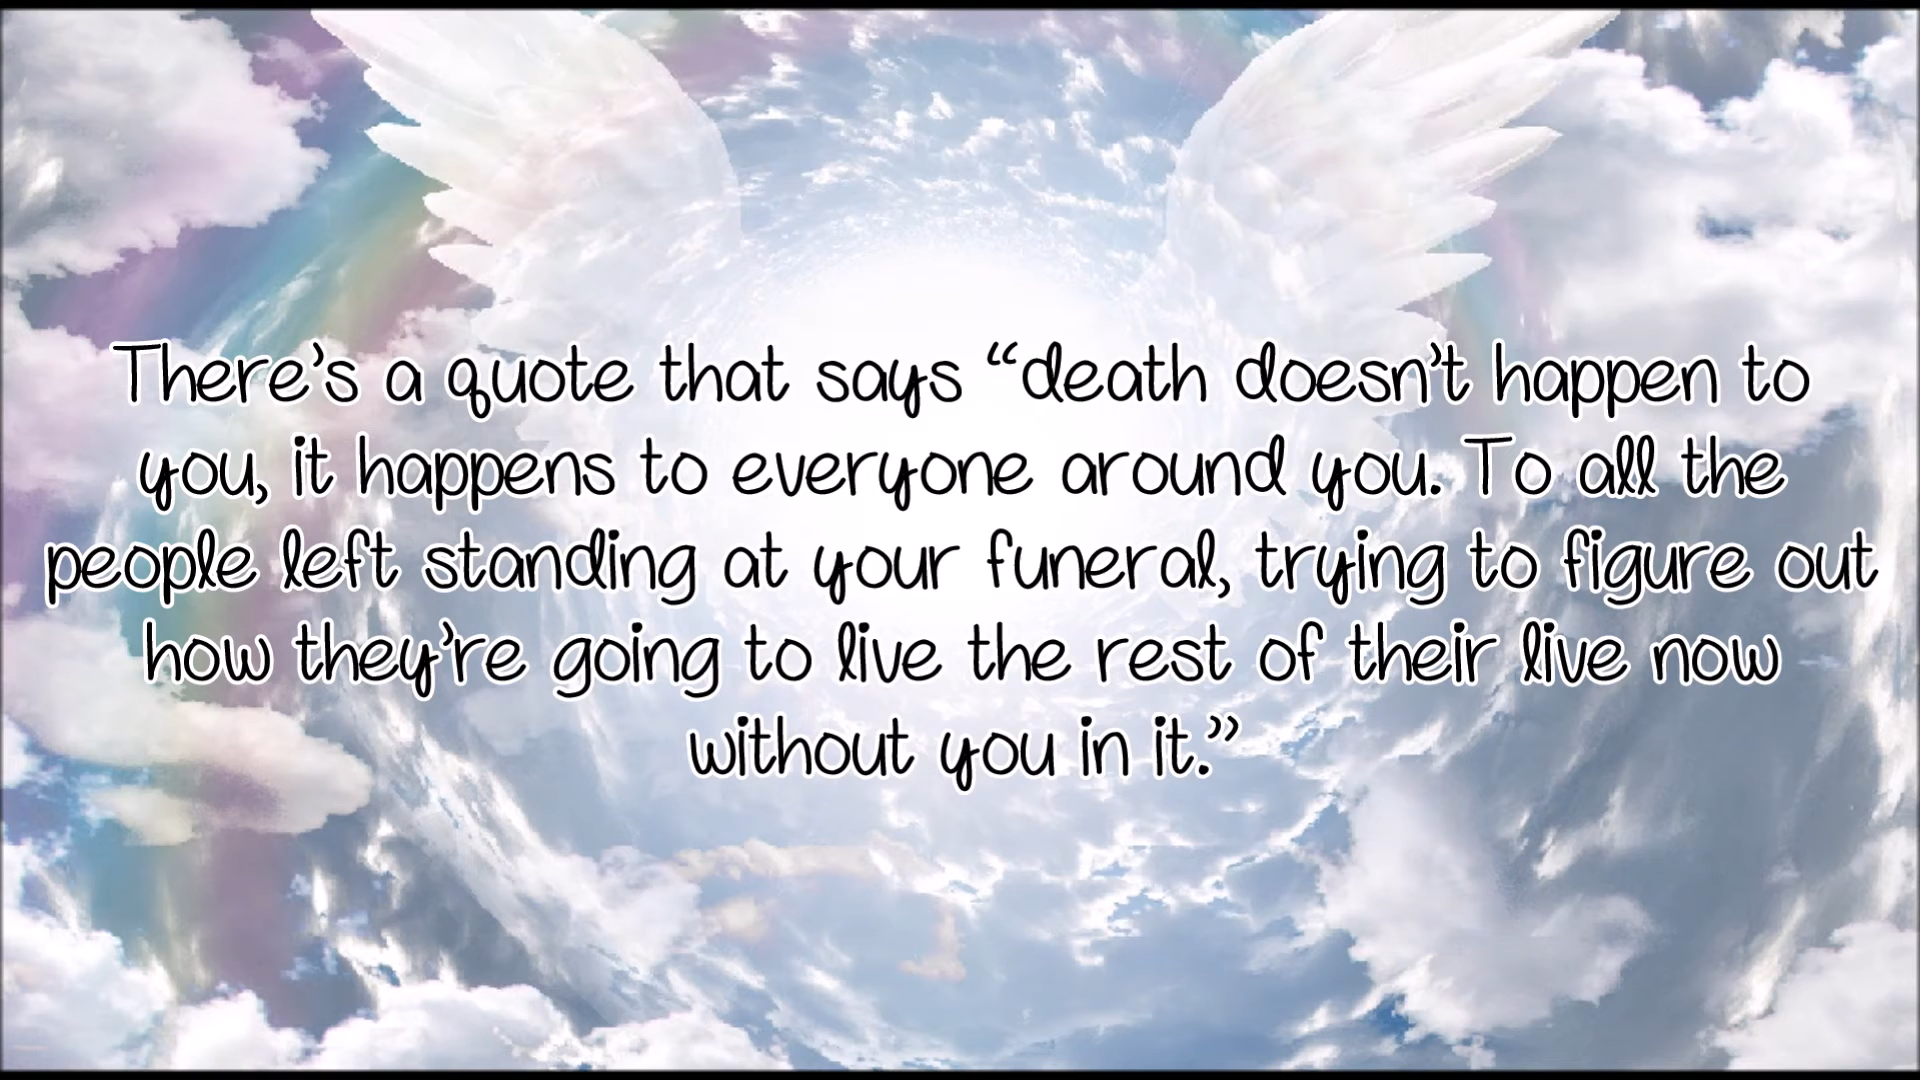 There’s a quote that says “death doesn’t happen to
you, it happens to everyone around you. To all the
people left standing at your funeral, trying to figure out
how they’re going to live the rest of their live now
without you in it.”